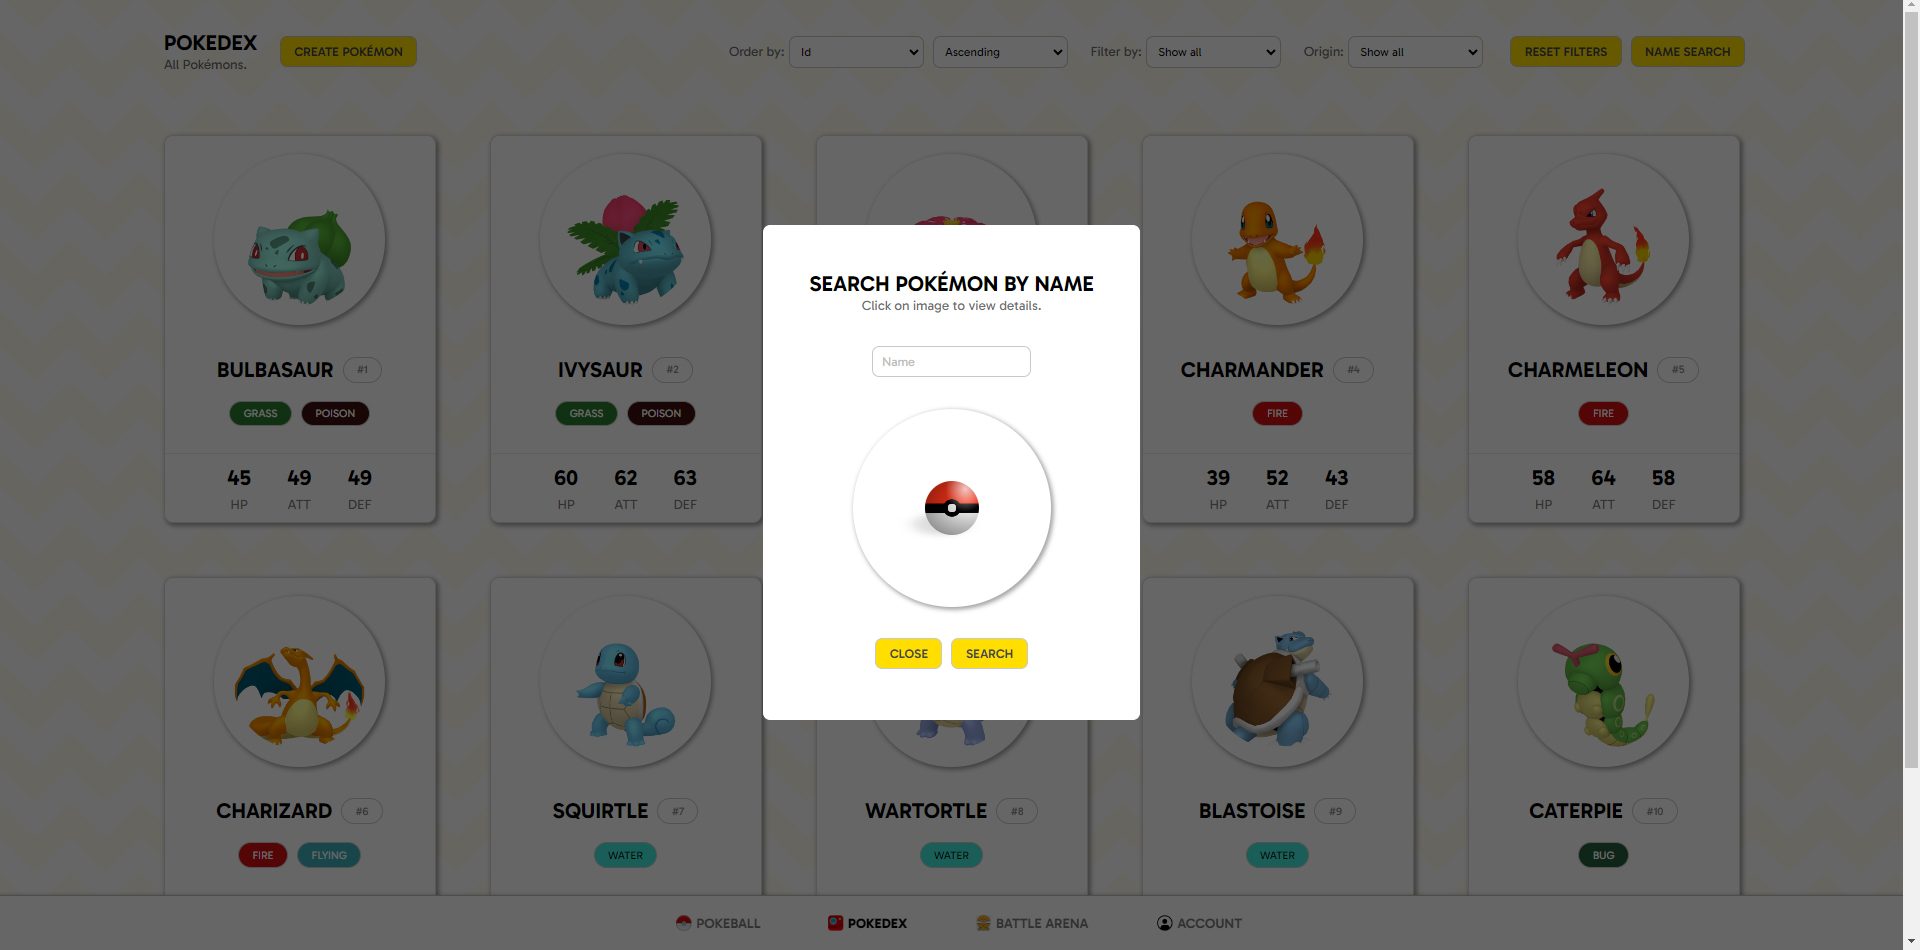 POKEDEX
All Pokémons.
CREATE POKÉMON
Order by: Id Ascending Filter by: Show all Origin: Show all RESET FILTERS NAME SEARCH
SEARCH POKÉMON BY NAME
Click on image to view details.
Name
CLOSE SEARCH
BULBASAUR #1
GRASS POISON
45 49 49
HP ATT DEF
IVYSAUR #2
GRASS POISON
60 62 63
HP ATT DEF
CHARMANDER #4
FIRE
39 52 43
HP ATT DEF
CHARMELEON #5
FIRE
58 64 58
HP ATT DEF
CHARIZARD #6
FIRE FLYING
SQUIRTLE #7
WATER
WARTORTLE #8
WATER
BLASTOISE #9
WATER
CATERPIE #10
BUG
POKEBALL POKEDEX BATTLE ARENA ACCOUNT